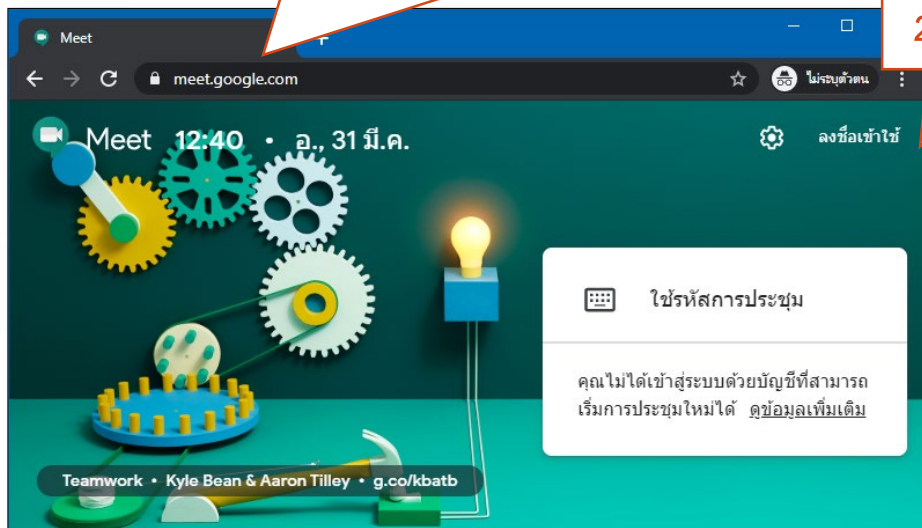 Meet
2
meet.google.com
ไม่ระบุตัวตน
Meet 12:40 • อ., 31 มี.ค.
ลงชื่อเข้าใช้
ใช้รหัสการประชุม
คุณไม่ได้เข้าสู่ระบบด้วยบัญชีที่สามารถ
เริ่มการประชุมใหม่ได้ ดูข้อมูลเพิ่มเติม
Teamwork • Kyle Bean & Aaron Tilley • g.co/kbatb